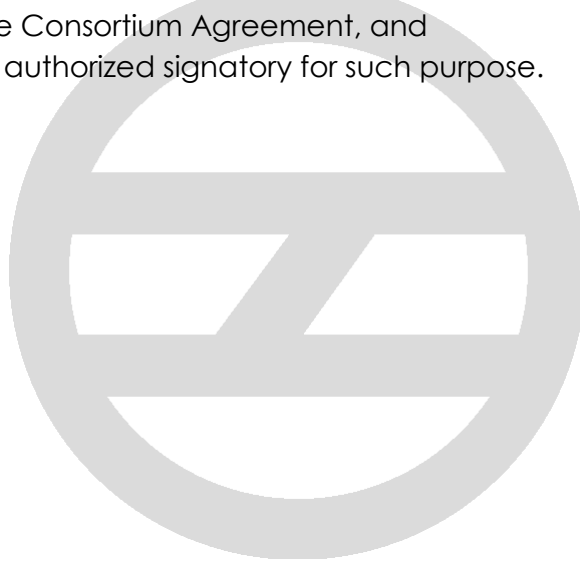 e Consortium Agreement, and
authorized signatory for such purpose.